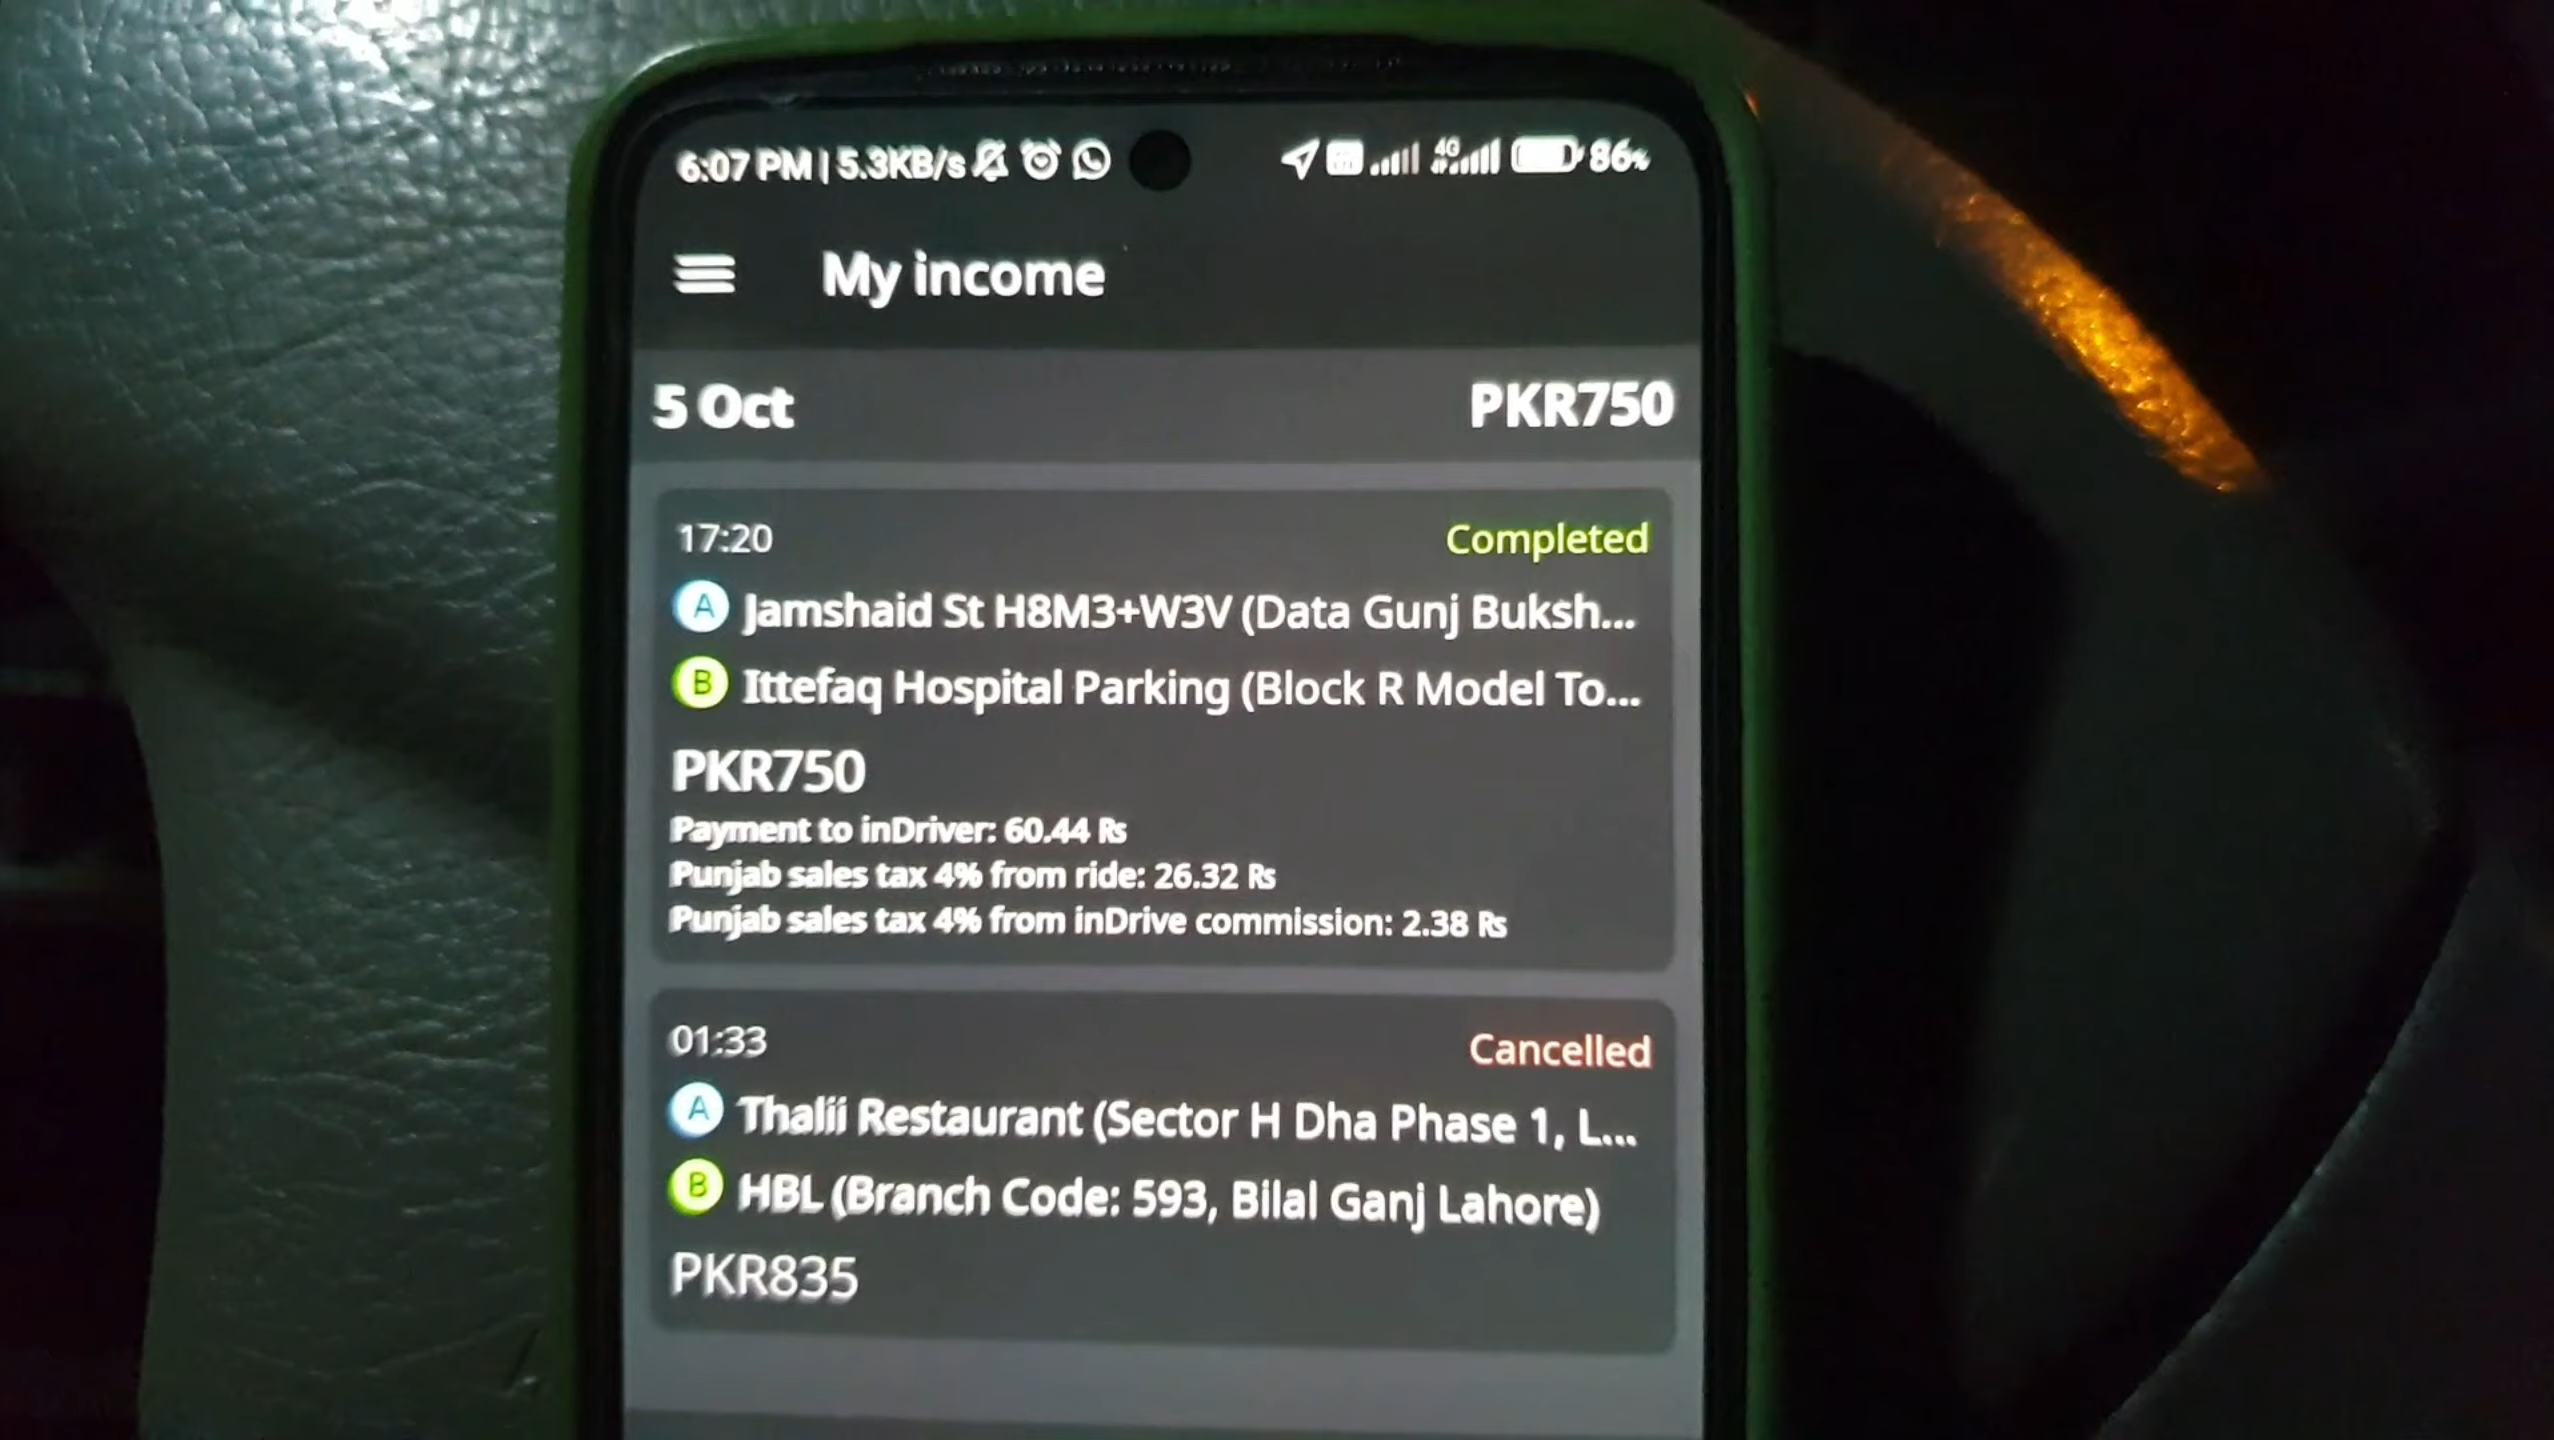 6:07 PM | 5.3KB/s 4G 86%
My income
5 Oct PKR750
17:20 Completed
A Jamshaid St H8M3+W3V (Data Gunj Buksh...
B Ittefaq Hospital Parking (Block R Model To...
PKR750
Payment to inDriver: 60.44 ₨
Punjab sales tax 4% from ride: 26.32 ₨
Punjab sales tax 4% from inDrive commission: 2.38 ₨
01:33 Cancelled
A Thalii Restaurant (Sector H Dha Phase 1, L...
B HBL (Branch Code: 593, Bilal Ganj Lahore)
PKR835